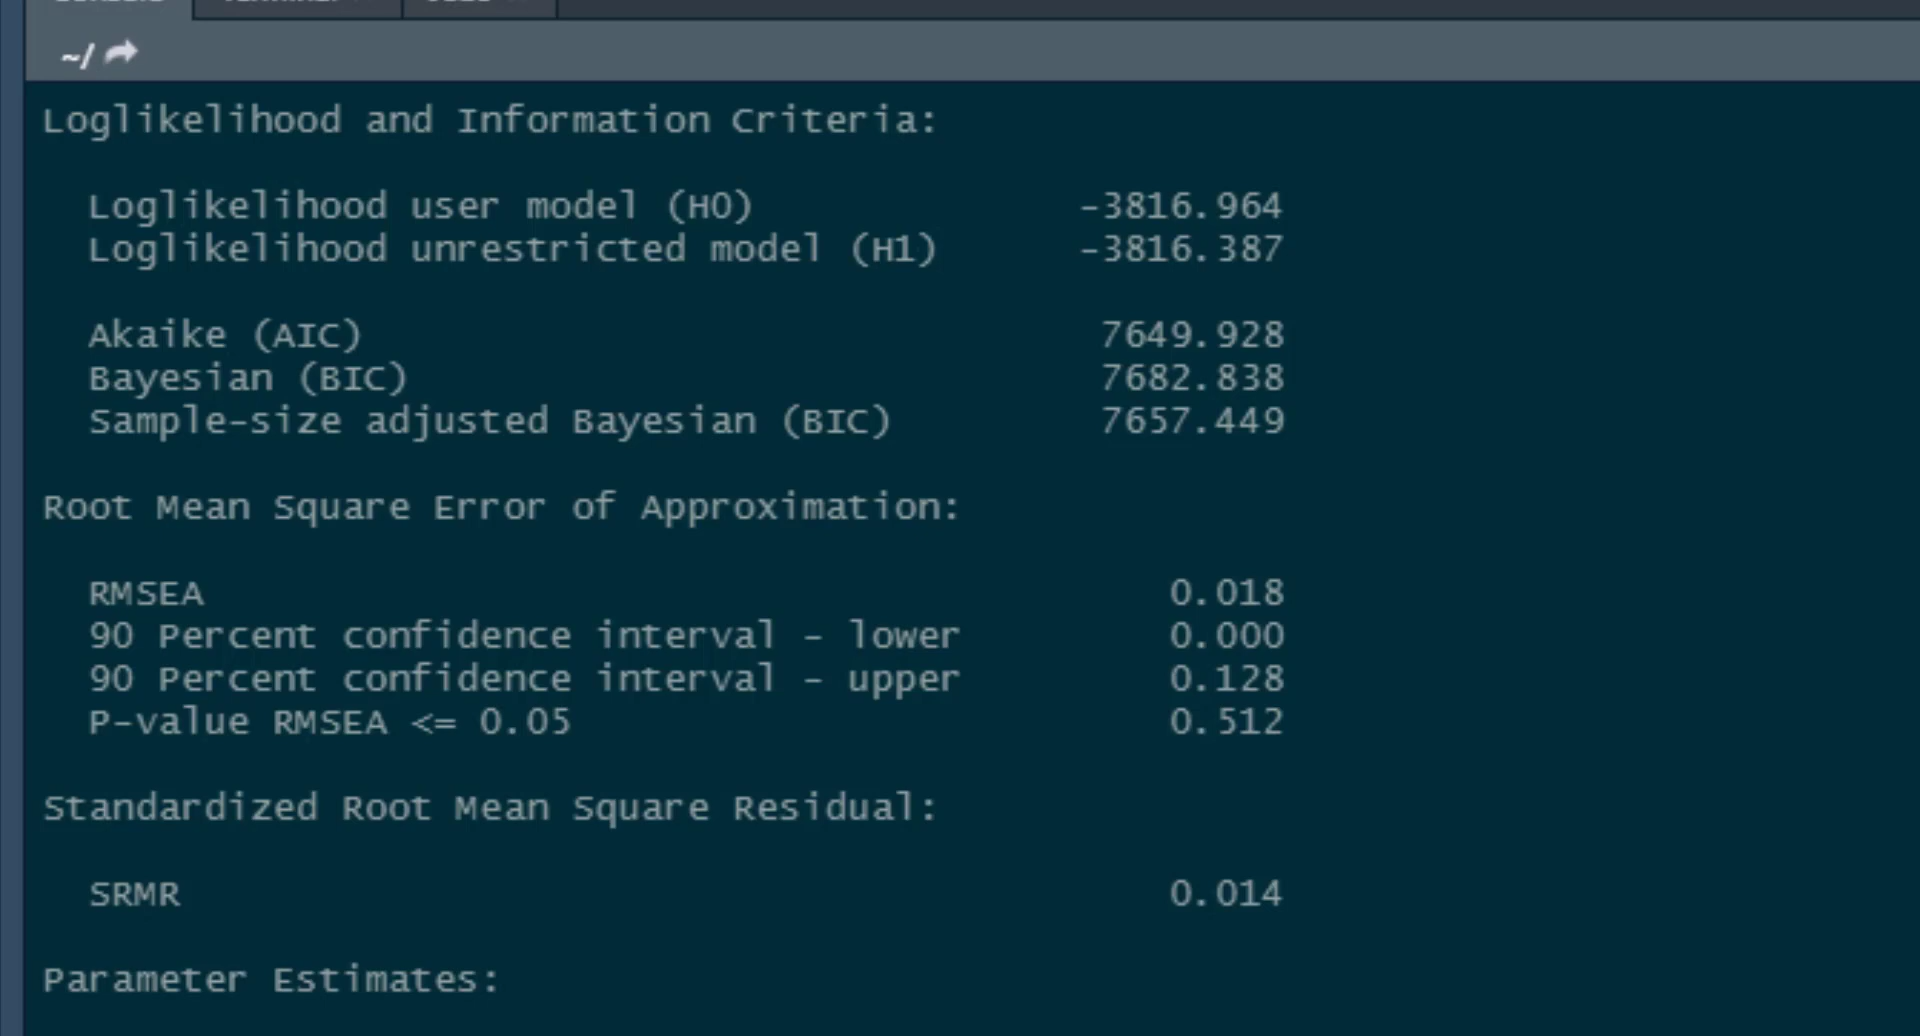 ~/
Loglikelihood and Information Criteria:
Loglikelihood user model (H0) -3816.964
Loglikelihood unrestricted model (H1) -3816.387
Akaike (AIC) 7649.928
Bayesian (BIC) 7682.838
Sample-size adjusted Bayesian (BIC) 7657.449
Root Mean Square Error of Approximation:
RMSEA 0.018
90 Percent confidence interval - lower 0.000
90 Percent confidence interval - upper 0.128
P-value RMSEA <= 0.05 0.512
Standardized Root Mean Square Residual:
SRMR 0.014
Parameter Estimates: